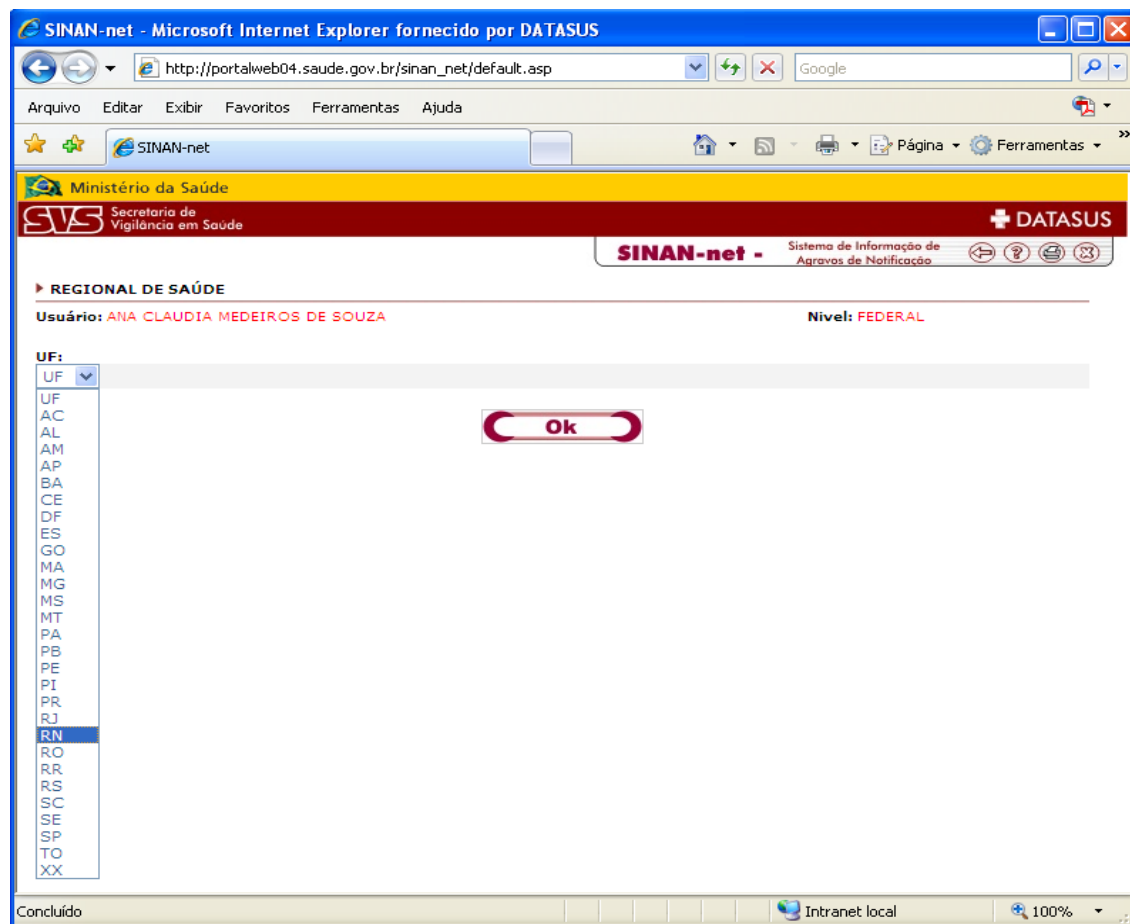 SINAN-net - Microsoft Internet Explorer fornecido por DATASUS
http://portalweb04.saude.gov.br/sinan_net/default.asp
Google
Arquivo Editar Exibir Favoritos Ferramentas Ajuda
SINAN-net
Página
Ferramentas
Ministério da Saúde
SVS Secretaria de
Vigilância em Saúde
DATASUS
SINAN-net - Sistema de Informação de
Agravos de Notificação
REGIONAL DE SAÚDE
Usuário: ANA CLAUDIA MEDEIROS DE SOUZA
Nivel: FEDERAL
UF:
UF
UF
AC
AL
AM
AP
BA
CE
DF
ES
GO
MA
MG
MS
MT
PA
PB
PE
PI
PR
RJ
RN
RO
RR
RS
SC
SE
SP
TO
XX
Ok
Concluído
Intranet local
100%